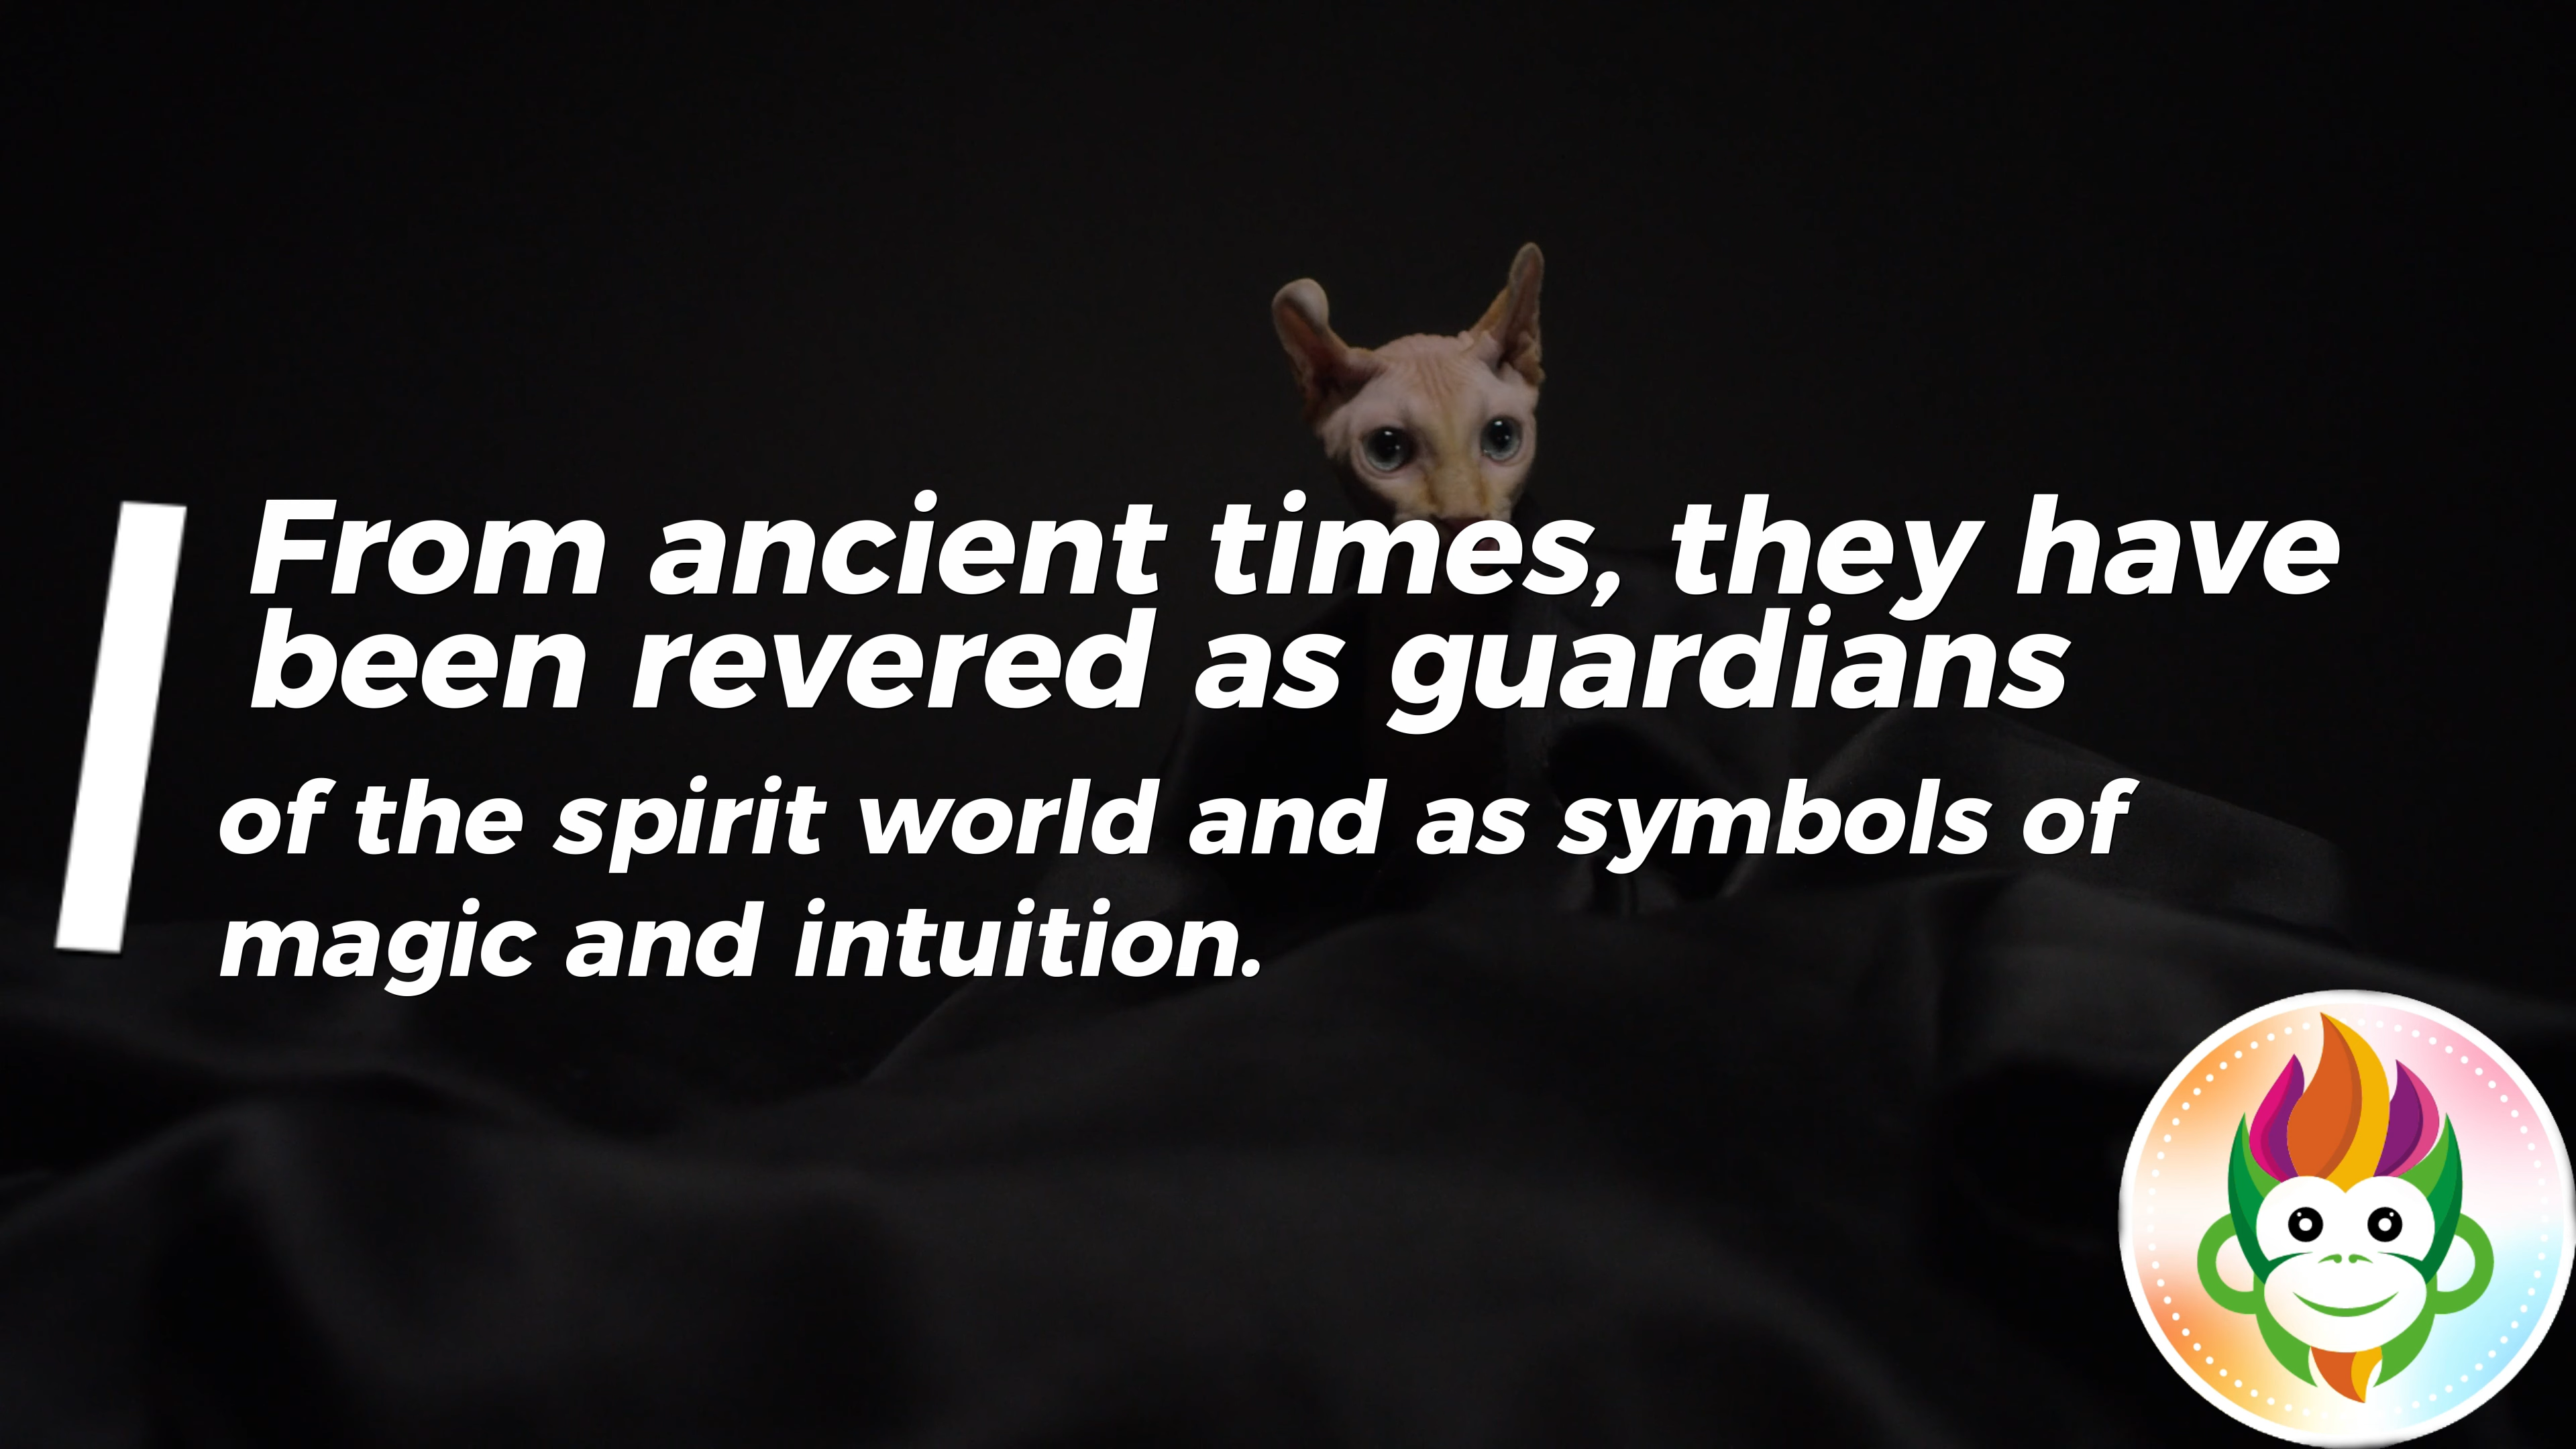 From ancient times, they have
been revered as guardians
of the spirit world and as symbols of
magic and intuition.